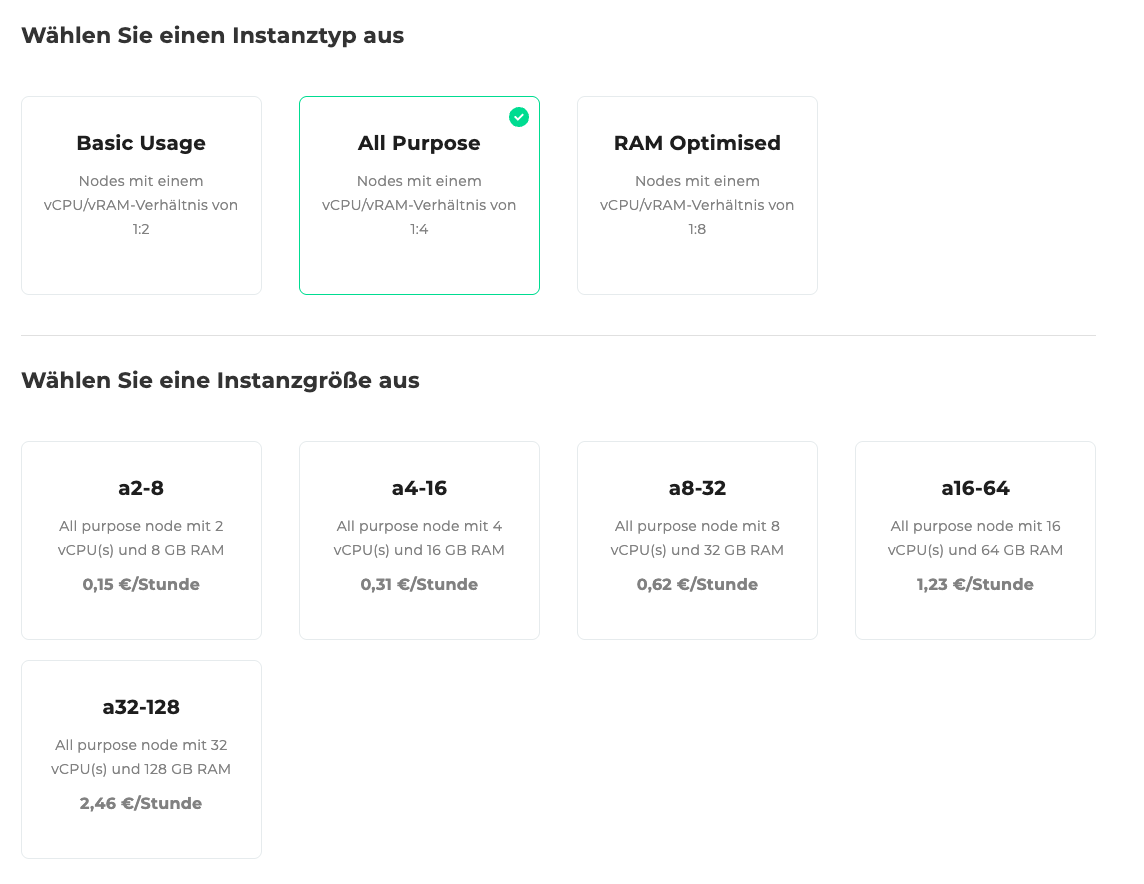 Wählen Sie einen Instanztyp aus
Basic Usage
Nodes mit einem
vCPU/vRAM-Verhältnis von
1:2
All Purpose
Nodes mit einem
vCPU/vRAM-Verhältnis von
1:4
RAM Optimised
Nodes mit einem
vCPU/vRAM-Verhältnis von
1:8
Wählen Sie eine Instanzgröße aus
a2-8
All purpose node mit 2
vCPU(s) und 8 GB RAM
0,15 €/Stunde
a4-16
All purpose node mit 4
vCPU(s) und 16 GB RAM
0,31 €/Stunde
a8-32
All purpose node mit 8
vCPU(s) und 32 GB RAM
0,62 €/Stunde
a16-64
All purpose node mit 16
vCPU(s) und 64 GB RAM
1,23 €/Stunde
a32-128
All purpose node mit 32
vCPU(s) und 128 GB RAM
2,46 €/Stunde